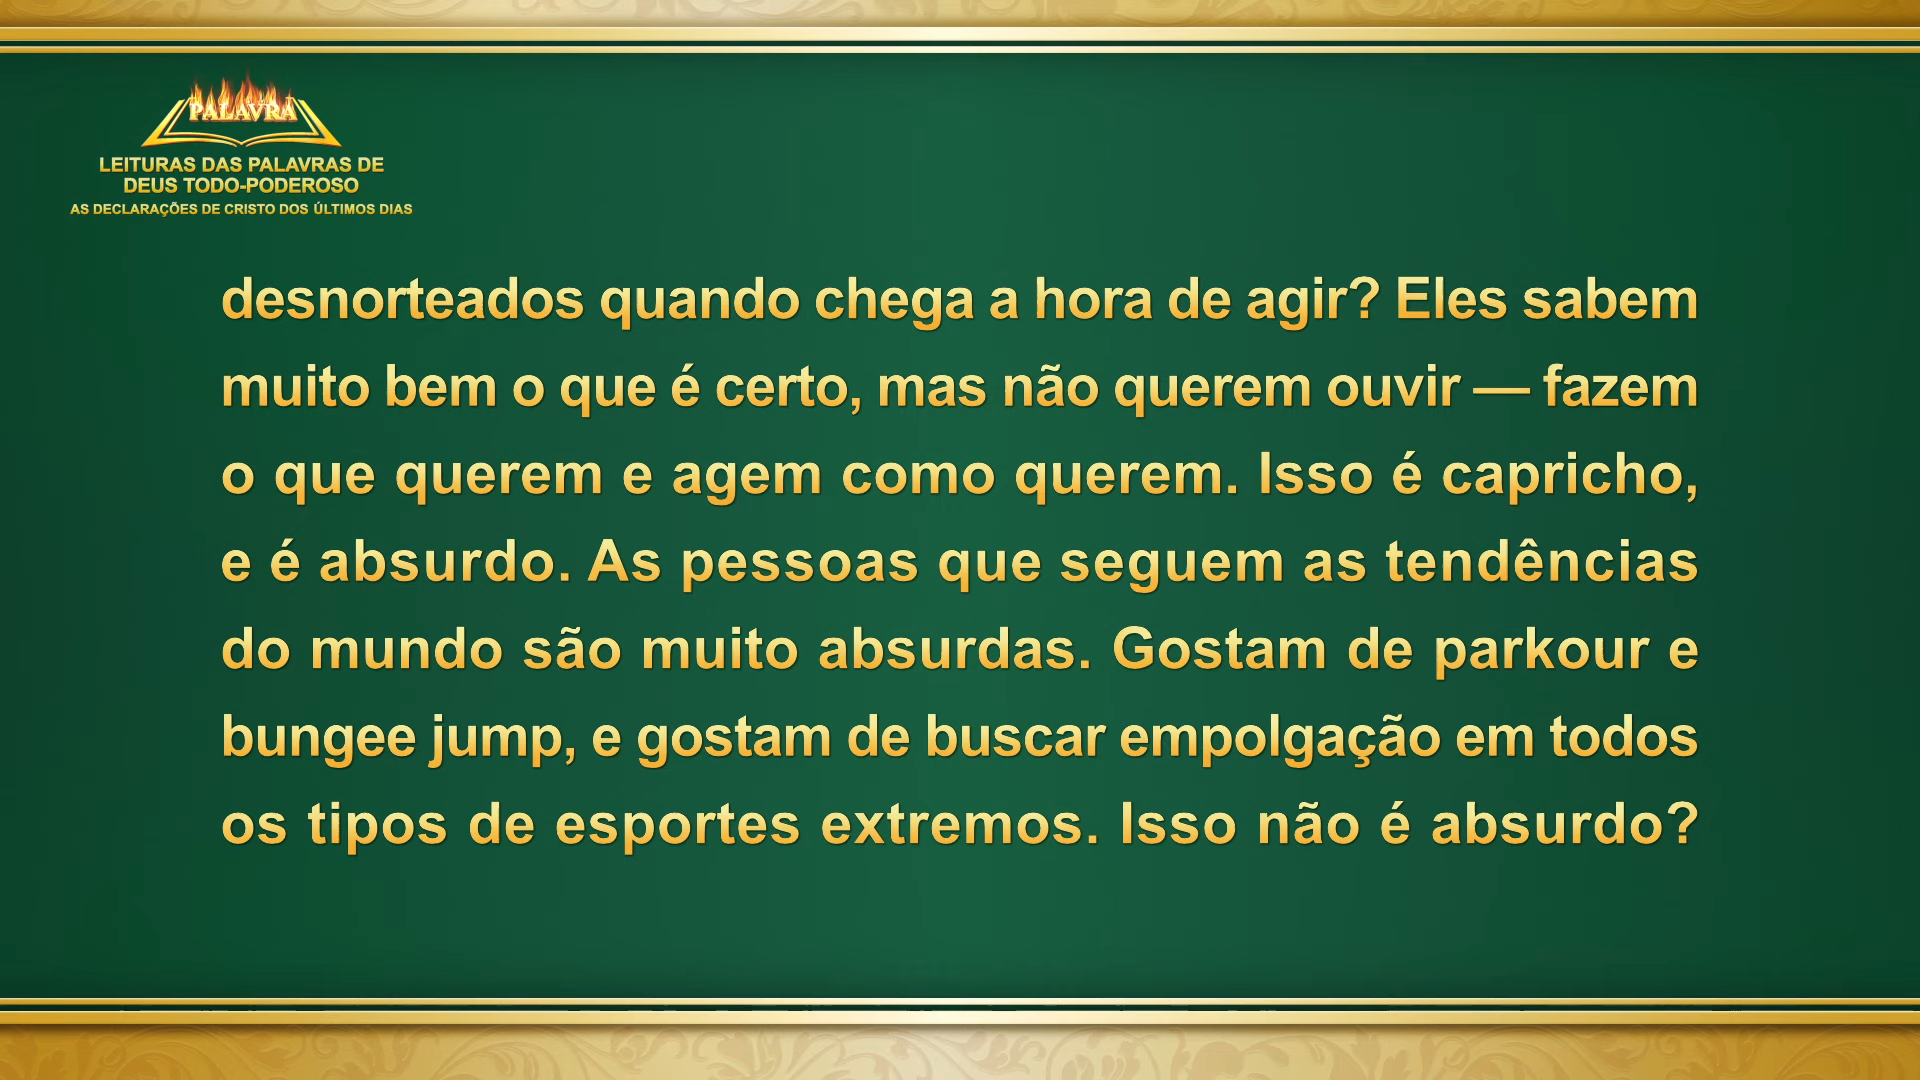 PALAVRA
LEITURAS DAS PALAVRAS DE
DEUS TODO-PODEROSO
AS DECLARAÇÕES DE CRISTO DOS ÚLTIMOS DIAS
desnorteados quando chega a hora de agir? Eles sabem
muito bem o que é certo, mas não querem ouvir — fazem
o que querem e agem como querem. Isso é capricho,
e é absurdo. As pessoas que seguem as tendências
do mundo são muito absurdas. Gostam de parkour e
bungee jump, e gostam de buscar empolgação em todos
os tipos de esportes extremos. Isso não é absurdo?